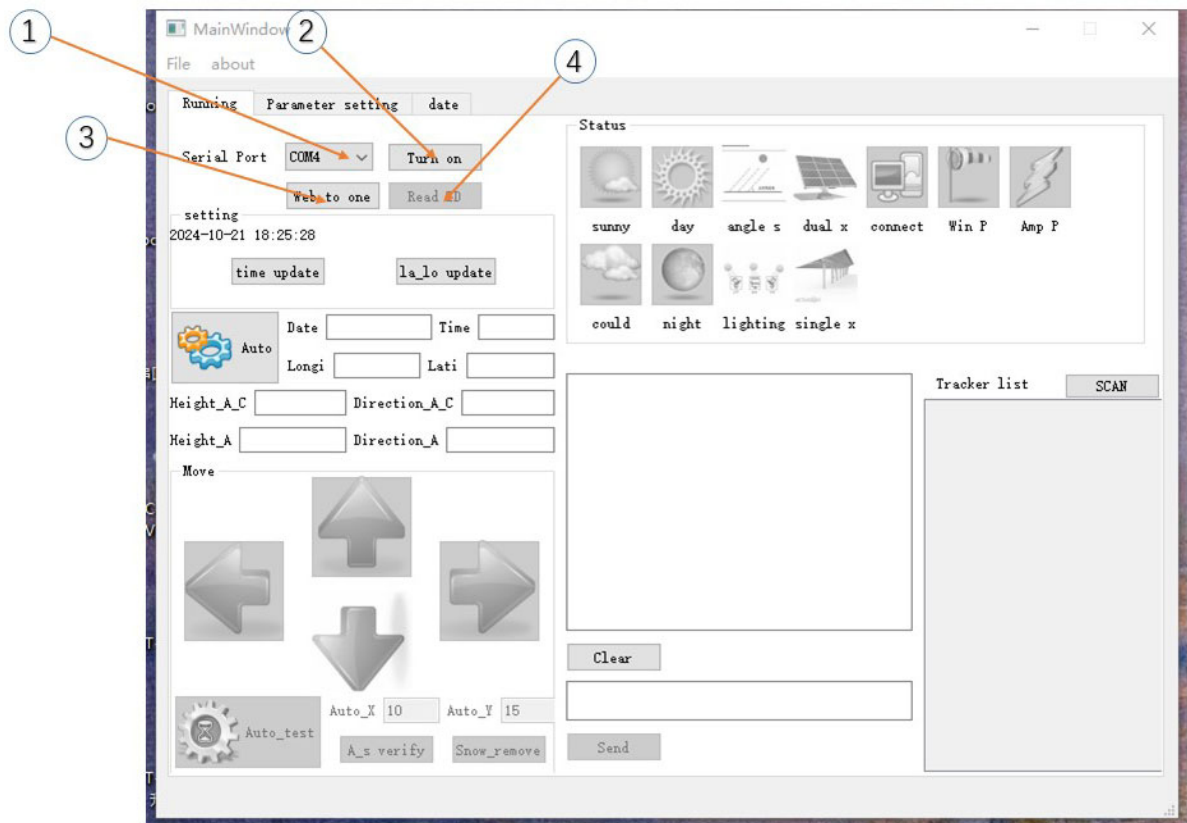 1
2
MainWindow
4
File about
Running Parameter setting date
3
Serial Port COM4 Turn on
Web to one Read ID
setting
2024-10-21 18:25:28
time update la_lo update
Auto
Date Time
Longi Lati
Height_A_C Direction_A_C
Height_A Direction_A
Move
Auto_test
Auto_X 10 Auto_Y 15
A_s verify Snow_remove
Status
sunny day angle s dual x connect Win P Amp P
could night lighting single x
Clear
Send
Tracker list SCAN